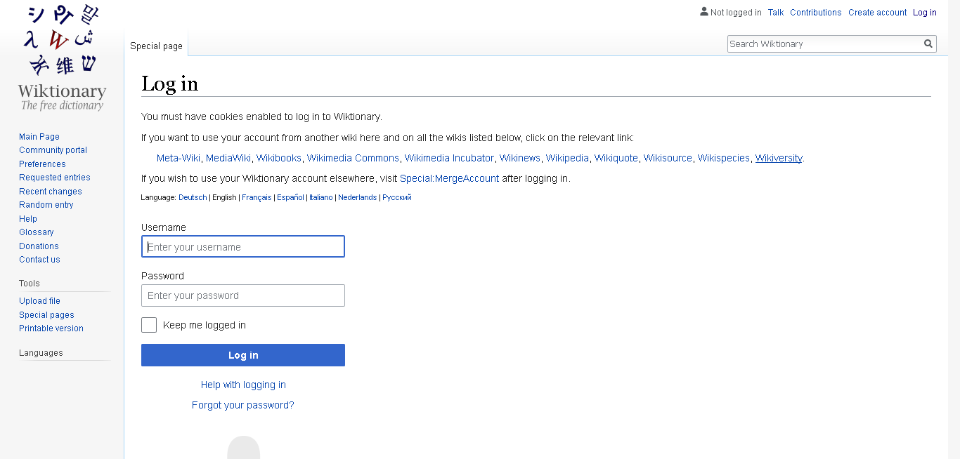 Not logged in Talk Contributions Create account Log in
Special page
Search Wiktionary
Wiktionary
The free dictionary
Main Page
Community portal
Preferences
Requested entries
Recent changes
Random entry
Help
Glossary
Donations
Contact us
Tools
Upload file
Special pages
Printable version
Languages
Log in
You must have cookies enabled to log in to Wiktionary.
If you want to use your account from another wiki here and on all the wikis listed below, click on the relevant link:
Meta-Wiki, MediaWiki, Wikibooks, Wikimedia Commons, Wikimedia Incubator, Wikinews, Wikipedia, Wikiquote, Wikisource, Wikispecies, Wikiversity.
If you wish to use your Wiktionary account elsewhere, visit Special:MergeAccount after logging in.
Language: Deutsch | English | Français | Español | Italiano | Nederlands | Русский
Username
Enter your username
Password
Enter your password
Keep me logged in
Log in
Help with logging in
Forgot your password?